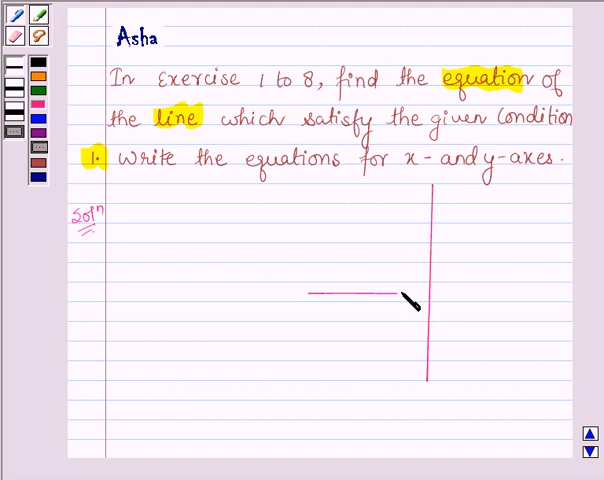 Asha
In Exercise 1 to 8, find the equation of
the line which satisfy the given Condition
1. Write the equations for x- and y-axes.
Solⁿ